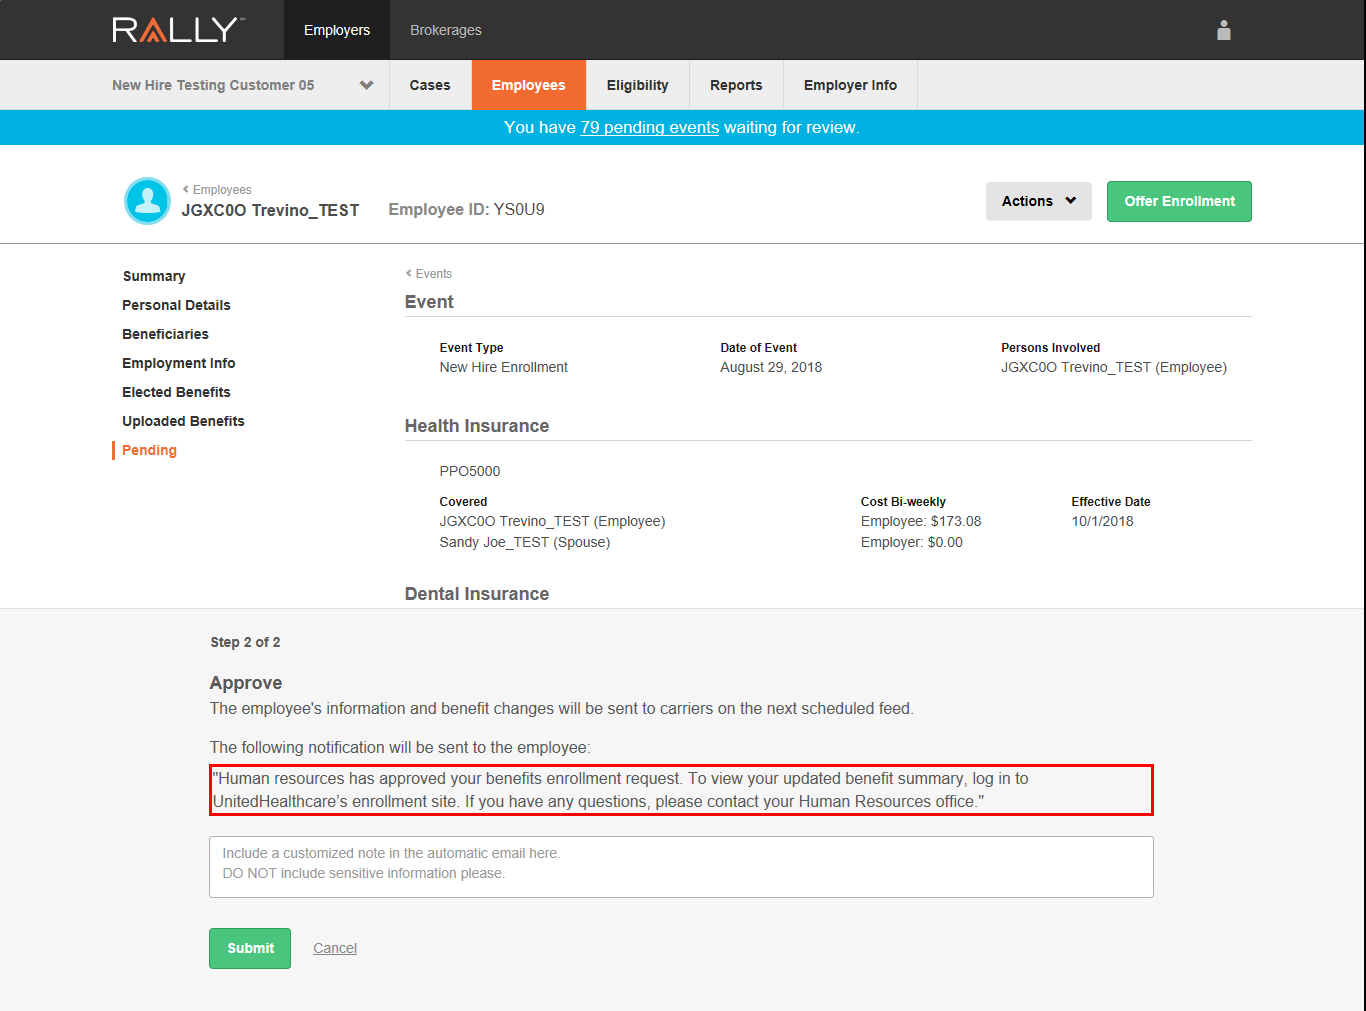 RALLY™
Employers
Brokerages
New Hire Testing Customer 05
Cases
Employees
Eligibility
Reports
Employer Info
You have 79 pending events waiting for review.
Employees
JGXC0O Trevino_TEST
Employee ID: YS0U9
Actions
Offer Enrollment
Summary
Personal Details
Beneficiaries
Employment Info
Elected Benefits
Uploaded Benefits
Pending
Events
Event
Event Type
New Hire Enrollment
Date of Event
August 29, 2018
Persons Involved
JGXC0O Trevino_TEST (Employee)
Health Insurance
PPO5000
Covered
JGXC0O Trevino_TEST (Employee)
Sandy Joe_TEST (Spouse)
Cost Bi-weekly
Employee: $173.08
Employer: $0.00
Effective Date
10/1/2018
Dental Insurance
Step 2 of 2
Approve
The employee's information and benefit changes will be sent to carriers on the next scheduled feed.
The following notification will be sent to the employee:
"Human resources has approved your benefits enrollment request. To view your updated benefit summary, log in to
UnitedHealthcare’s enrollment site. If you have any questions, please contact your Human Resources office."
Include a customized note in the automatic email here.
DO NOT include sensitive information please.
Submit
Cancel